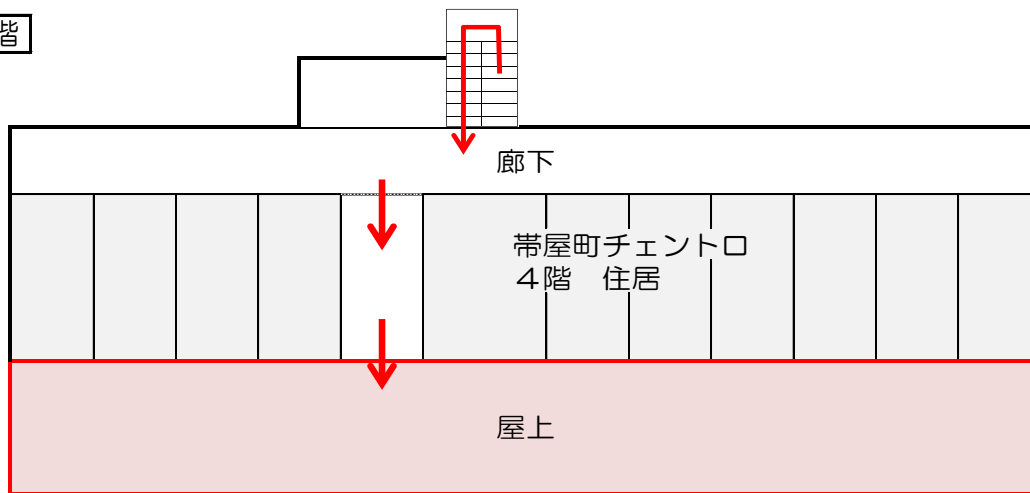 階
廊下
帯屋町チェントロ
４階　住居
屋上